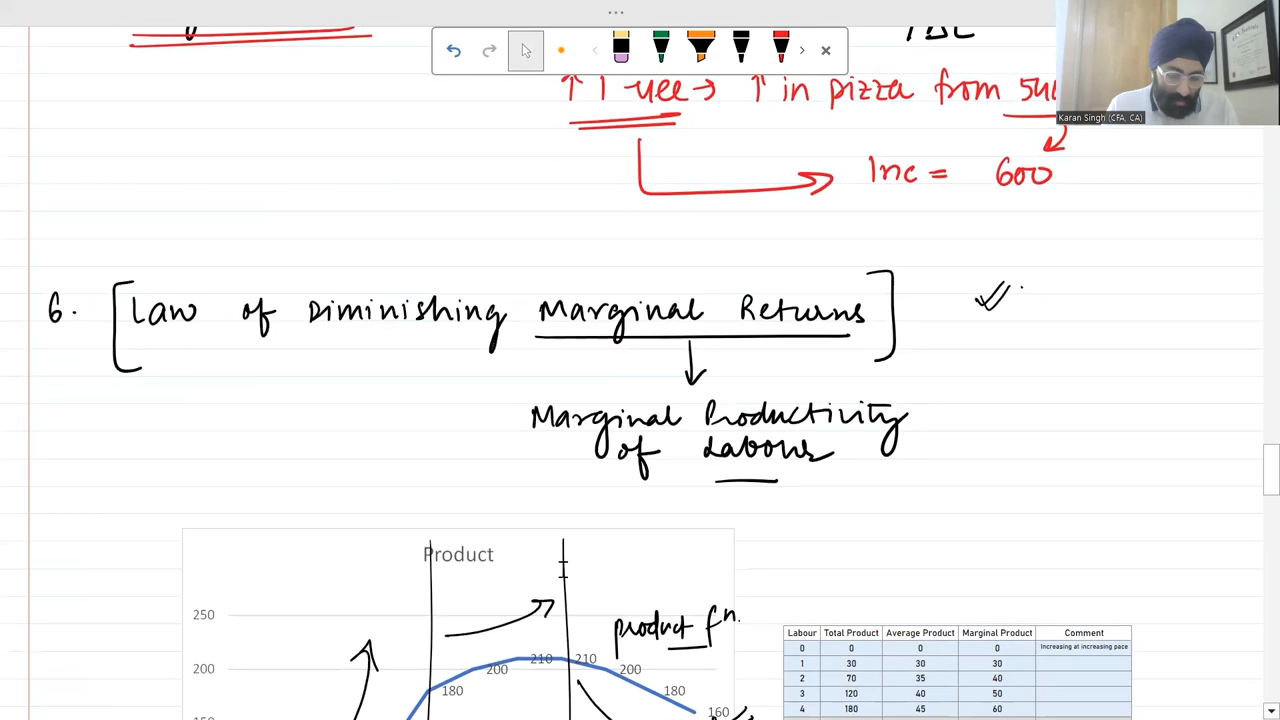 ↑ 1 uee → ↑ in pizza from
Karan Singh (CFA, CA)
Inc = 600
6. [Law of Diminishing Marginal Returns]
Marginal Productivity
of Labour
Product
250
200
product fn.
180
200
210
210
200
180
160
150
Labour Total Product Average Product Marginal Product Comment
0 0 0 0 Increasing at increasing pace
1 30 30 30
2 70 35 40
3 120 40 50
4 180 45 60